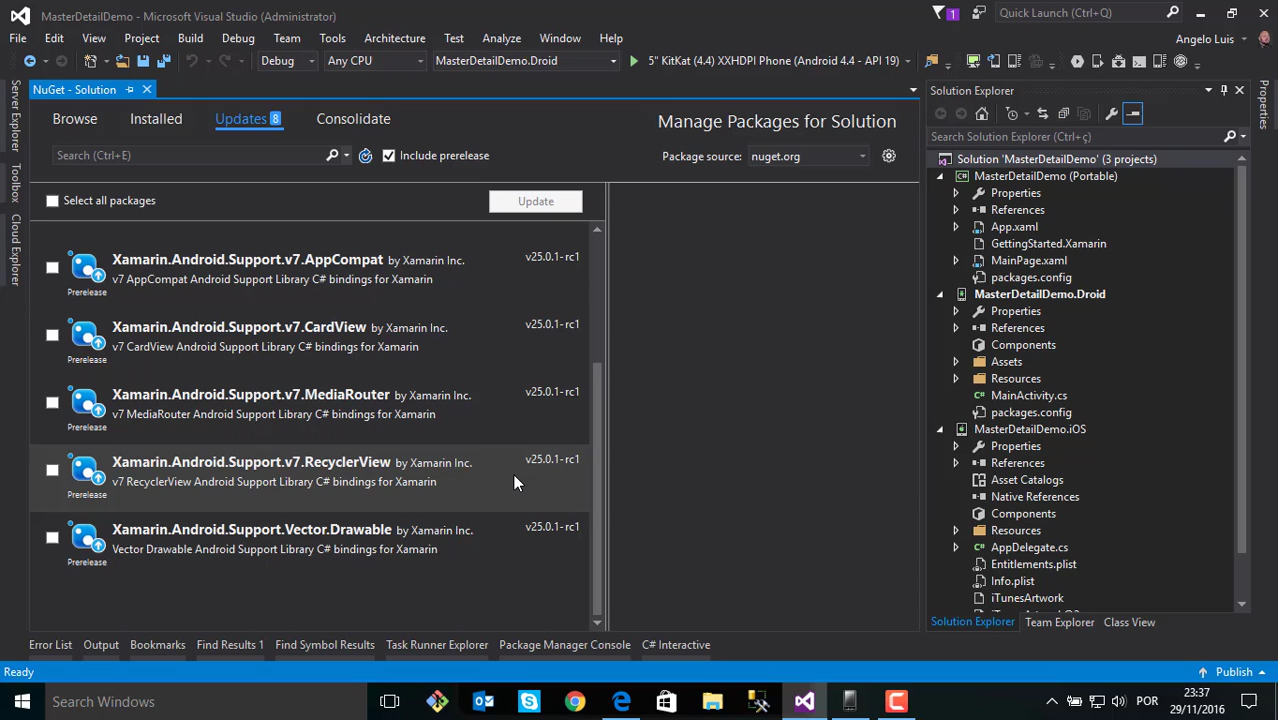 MasterDetailDemo - Microsoft Visual Studio (Administrator)
1
Quick Launch (Ctrl+Q)
File Edit View Project Build Debug Team Tools Architecture Test Analyze Window Help
Angelo Luis
Debug Any CPU MasterDetailDemo.Droid 5" KitKat (4.4) XXHDPI Phone (Android 4.4 - API 19)
Server Explorer
Toolbox
Cloud Explorer
NuGet - Solution
Browse Installed Updates 8 Consolidate
Manage Packages for Solution
Search (Ctrl+E)
Include prerelease
Package source: nuget.org
Select all packages
Update
Xamarin.Android.Support.v7.AppCompat by Xamarin Inc. v25.0.1-rc1
v7 AppCompat Android Support Library C# bindings for Xamarin
Prerelease
Xamarin.Android.Support.v7.CardView by Xamarin Inc. v25.0.1-rc1
v7 CardView Android Support Library C# bindings for Xamarin
Prerelease
Xamarin.Android.Support.v7.MediaRouter by Xamarin Inc. v25.0.1-rc1
v7 MediaRouter Android Support Library C# bindings for Xamarin
Prerelease
Xamarin.Android.Support.v7.RecyclerView by Xamarin Inc. v25.0.1-rc1
v7 RecyclerView Android Support Library C# bindings for Xamarin
Prerelease
Xamarin.Android.Support.Vector.Drawable by Xamarin Inc. v25.0.1-rc1
Vector Drawable Android Support Library C# bindings for Xamarin
Prerelease
Solution Explorer
Search Solution Explorer (Ctrl+ç)
Solution 'MasterDetailDemo' (3 projects)
MasterDetailDemo (Portable)
Properties
References
App.xaml
GettingStarted.Xamarin
MainPage.xaml
packages.config
MasterDetailDemo.Droid
Properties
References
Components
Assets
Resources
MainActivity.cs
packages.config
MasterDetailDemo.iOS
Properties
References
Asset Catalogs
Native References
Components
Resources
AppDelegate.cs
Entitlements.plist
Info.plist
iTunesArtwork
Solution Explorer Team Explorer Class View
Properties
Error List Output Bookmarks Find Results 1 Find Symbol Results Task Runner Explorer Package Manager Console C# Interactive
Ready
Publish
Search Windows
POR
23:37
29/11/2016